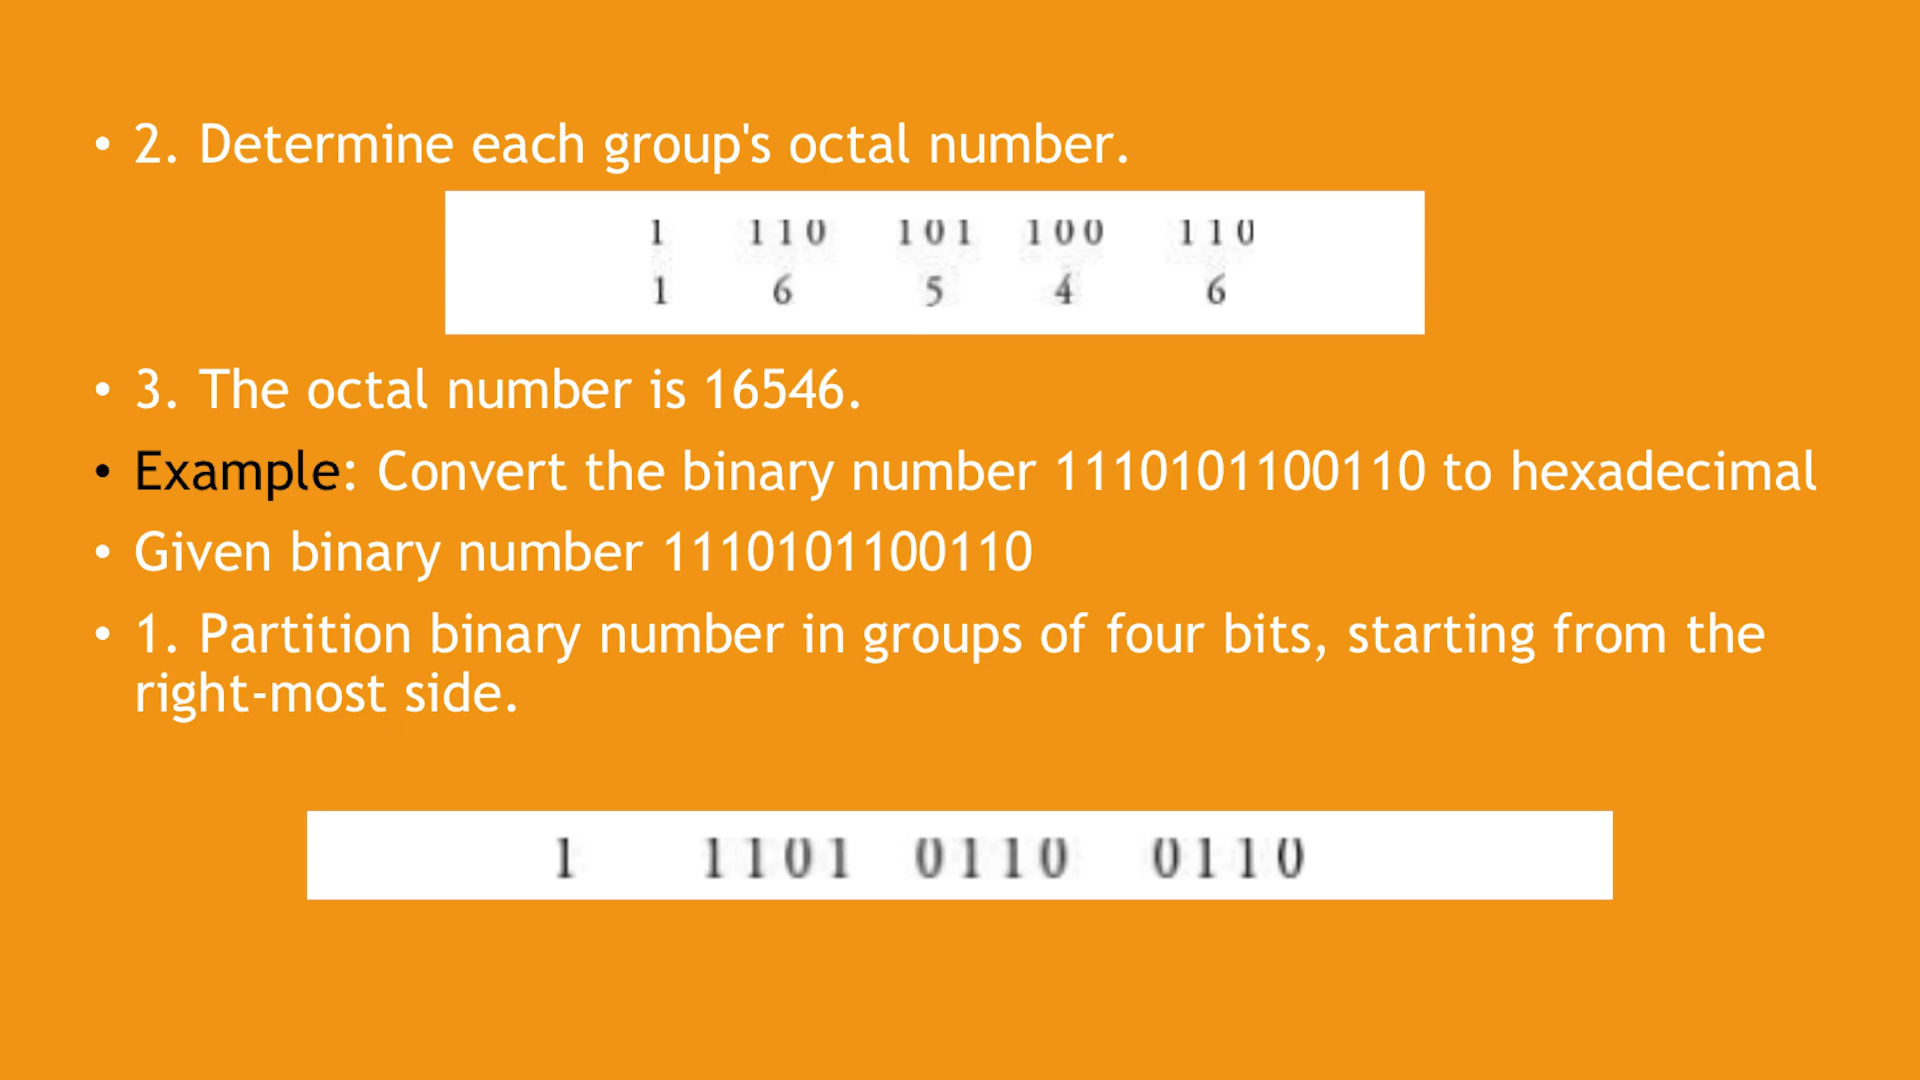 • 2. Determine each group's octal number.
1 110 101 100 110
1 6 5 4 6
• 3. The octal number is 16546.
• Example: Convert the binary number 1110101100110 to hexadecimal
• Given binary number 1110101100110
• 1. Partition binary number in groups of four bits, starting from the
right-most side.
1 1101 0110 0110